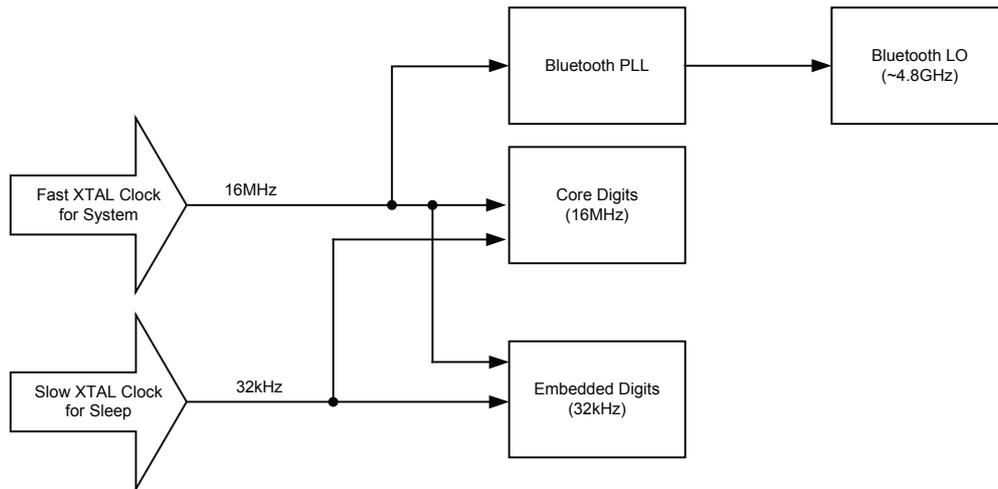 Bluetooth PLL
Bluetooth LO
(~4.8GHz)
Fast XTAL Clock
for System
16MHz
Core Digits
(16MHz)
Slow XTAL Clock
for Sleep
32kHz
Embedded Digits
(32kHz)